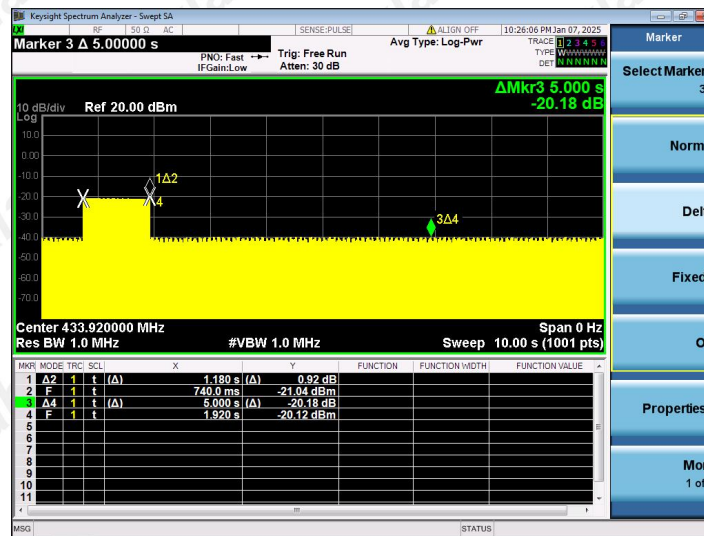 Keysight Spectrum Analyzer - Swept SA
LXI RF 50 Ω AC SENSE:PULSE ALIGN OFF 10:26:06 PM Jan 07, 2025
Marker 3 Δ 5.00000 s
PNO: Fast
IFGain:Low
Trig: Free Run
Atten: 30 dB
Avg Type: Log-Pwr
TRACE 1 2 3 4 5 6
TYPE WWWWWW
DET N N N N N N
ΔMkr3 5.000 s
-20.18 dB
10 dB/div Ref 20.00 dBm
Log
10.0
0.00
-10.0
-20.0
-30.0
-40.0
-50.0
-60.0
-70.0
1Δ2
4
3Δ4
Center 433.920000 MHz Span 0 Hz
Res BW 1.0 MHz #VBW 1.0 MHz Sweep 10.00 s (1001 pts)
MKR MODE TRC SCL X Y FUNCTION FUNCTION WIDTH FUNCTION VALUE
1 Δ2 1 t (Δ) 1.180 s (Δ) 0.92 dB
2 F 1 t 740.0 ms -21.04 dBm
3 Δ4 1 t (Δ) 5.000 s (Δ) -20.18 dB
4 F 1 t 1.920 s -20.12 dBm
5
6
7
8
9
10
11
MSG STATUS
Marker
Select Marker
3
Norm
Del
Fixed
O
Properties
Mo
1 of